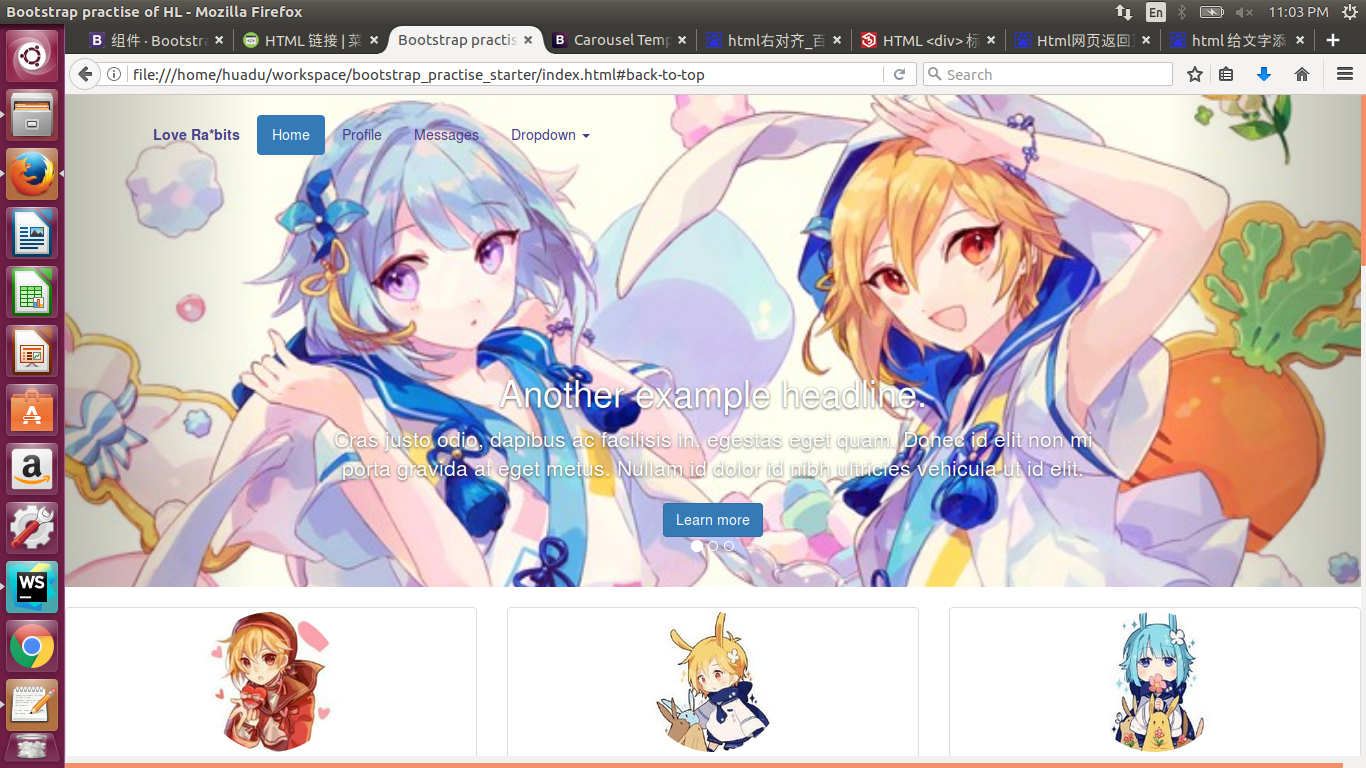 Bootstrap practise of HL - Mozilla Firefox
En
11:03 PM
组件 · Bootstra
HTML 链接 | 菜
Bootstrap practis
Carousel Temp
html右对齐_百
HTML <div> 标
Html网页返回
html 给文字添
file:///home/huadu/workspace/bootstrap_practise_starter/index.html#back-to-top
Search
Love Ra*bits
Home
Profile
Messages
Dropdown
Another example headline.
Cras justo odio, dapibus ac facilisis in, egestas eget quam. Donec id elit non mi
porta gravida at eget metus. Nullam id dolor id nibh ultricies vehicula ut id elit.
Learn more
WS